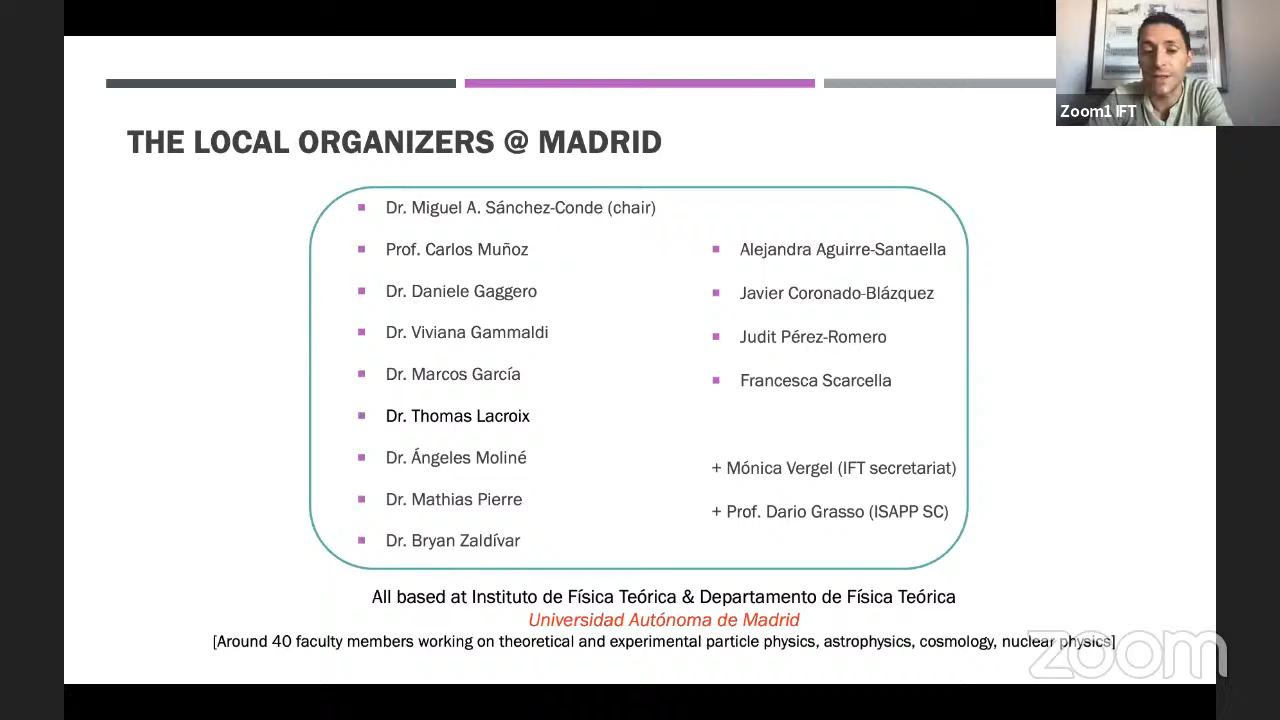 Zoom1 IFT
THE LOCAL ORGANIZERS @ MADRID
Dr. Miguel A. Sánchez-Conde (chair)
Prof. Carlos Muñoz
Dr. Daniele Gaggero
Dr. Viviana Gammaldi
Dr. Marcos García
Dr. Thomas Lacroix
Dr. Ángeles Moliné
Dr. Mathias Pierre
Dr. Bryan Zaldívar
Alejandra Aguirre-Santaella
Javier Coronado-Blázquez
Judit Pérez-Romero
Francesca Scarcella
+ Mónica Vergel (IFT secretariat)
+ Prof. Dario Grasso (ISAPP SC)
All based at Instituto de Física Teórica & Departamento de Física Teórica
Universidad Autónoma de Madrid
[Around 40 faculty members working on theoretical and experimental particle physics, astrophysics, cosmology, nuclear physics]
zoom